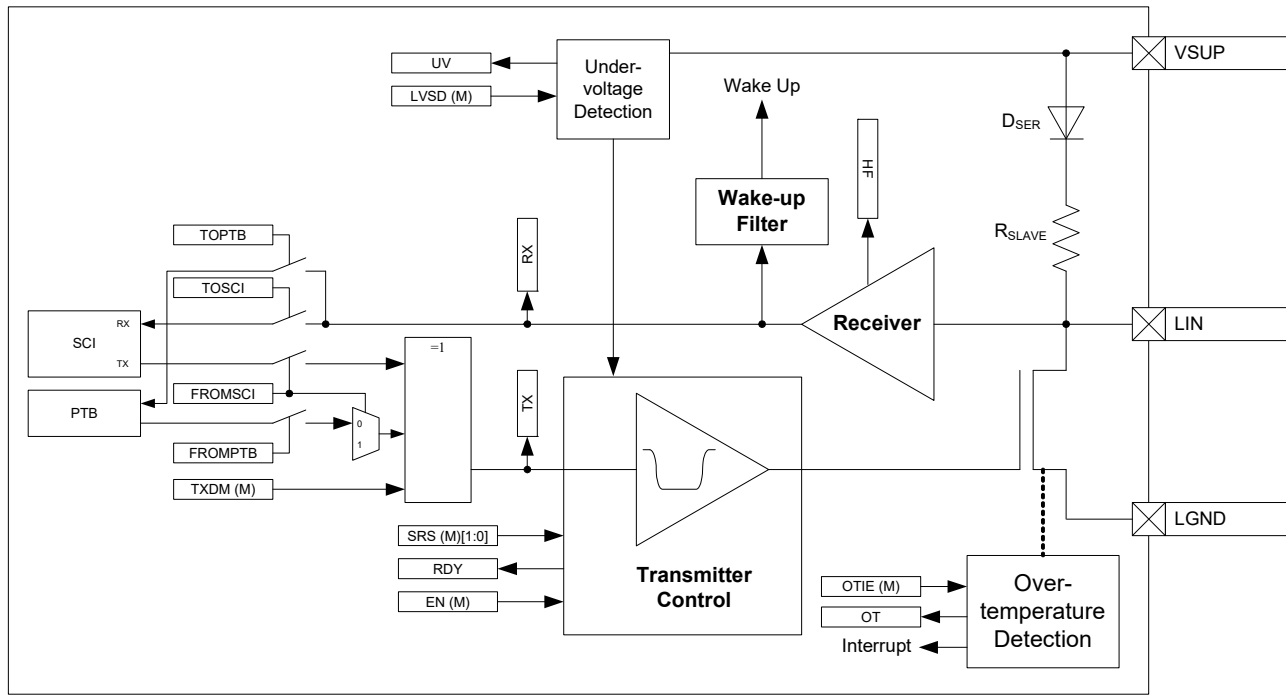 UV
LVSD (M)
Under-
voltage
Detection
VSUP
Wake Up
D_SER
HF
Wake-up
Filter
R_SLAVE
TOPTB
RX
TOSCI
RX
SCI
TX
Receiver
LIN
=1
FROMSCI
PTB
TX
0
1
FROMPTB
TXDM (M)
SRS (M)[1:0]
RDY
EN (M)
Transmitter
Control
LGND
OTIE (M)
OT
Interrupt
Over-
temperature
Detection